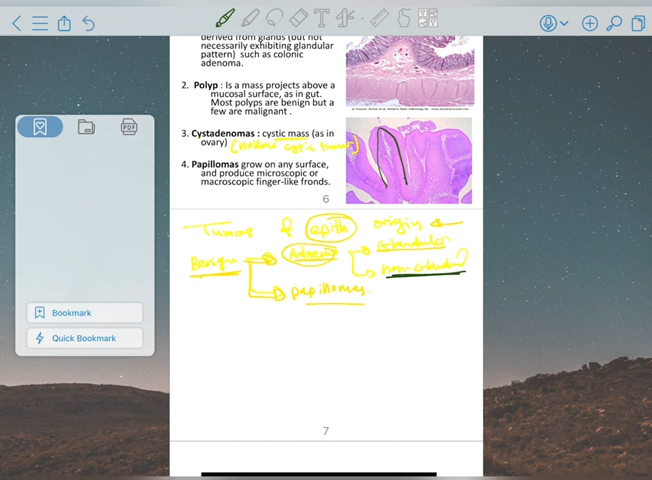 derived from glands (but not
necessarily exhibiting glandular
pattern) such as colonic
adenoma.
2. Polyp : Is a mass projects above a
mucosal surface, as in gut.
Most polyps are benign but a
few are malignant .
3. Cystadenomas : cystic mass (as in
ovary) (hollow cystic tumor)
4. Papillomas grow on any surface,
and produce microscopic or
macroscopic finger-like fronds.
6
Tumors of epith origin
Benign
glandular
non-glandular
papillomas.
7
PDF
Bookmark
Quick Bookmark